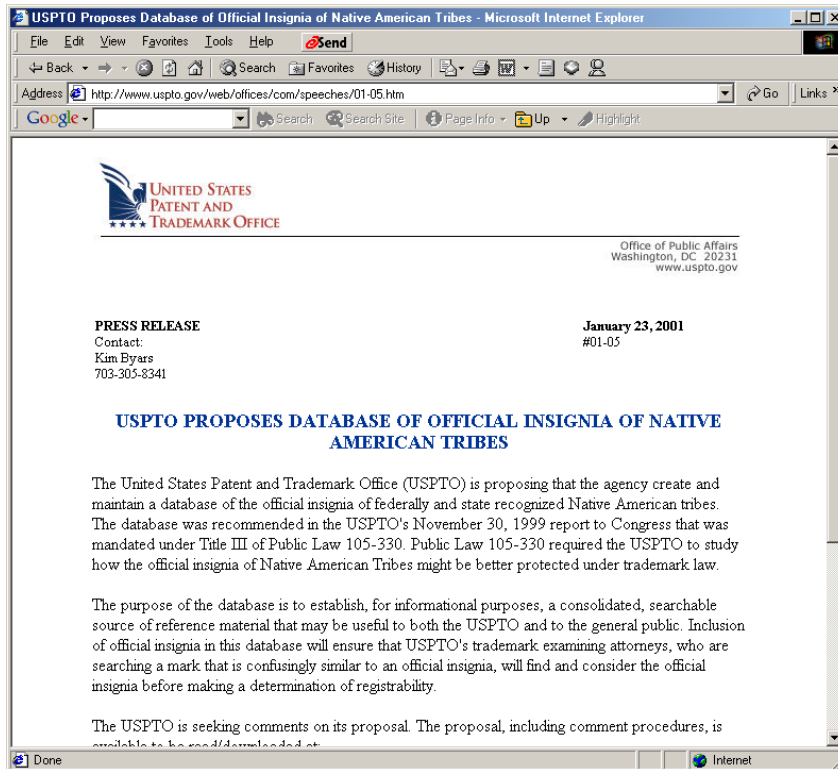 USPTO Proposes Database of Official Insignia of Native American Tribes - Microsoft Internet Explorer
File Edit View Favorites Tools Help eSend
Back Search Favorites History
Address http://www.uspto.gov/web/offices/com/speeches/01-05.htm Go Links »
Google Search Search Site Page Info Up Highlight
UNITED STATES
PATENT AND
TRADEMARK OFFICE
Office of Public Affairs
Washington, DC 20231
www.uspto.gov
PRESS RELEASE January 23, 2001
Contact: #01-05
Kim Byars
703-305-8341
USPTO PROPOSES DATABASE OF OFFICIAL INSIGNIA OF NATIVE
AMERICAN TRIBES
The United States Patent and Trademark Office (USPTO) is proposing that the agency create and
maintain a database of the official insignia of federally and state recognized Native American tribes.
The database was recommended in the USPTO's November 30, 1999 report to Congress that was
mandated under Title III of Public Law 105-330. Public Law 105-330 required the USPTO to study
how the official insignia of Native American Tribes might be better protected under trademark law.
The purpose of the database is to establish, for informational purposes, a consolidated, searchable
source of reference material that may be useful to both the USPTO and to the general public. Inclusion
of official insignia in this database will ensure that USPTO's trademark examining attorneys, who are
searching a mark that is confusingly similar to an official insignia, will find and consider the official
insignia before making a determination of registrability.
The USPTO is seeking comments on its proposal. The proposal, including comment procedures, is
available to be read/downloaded at:
Done Internet